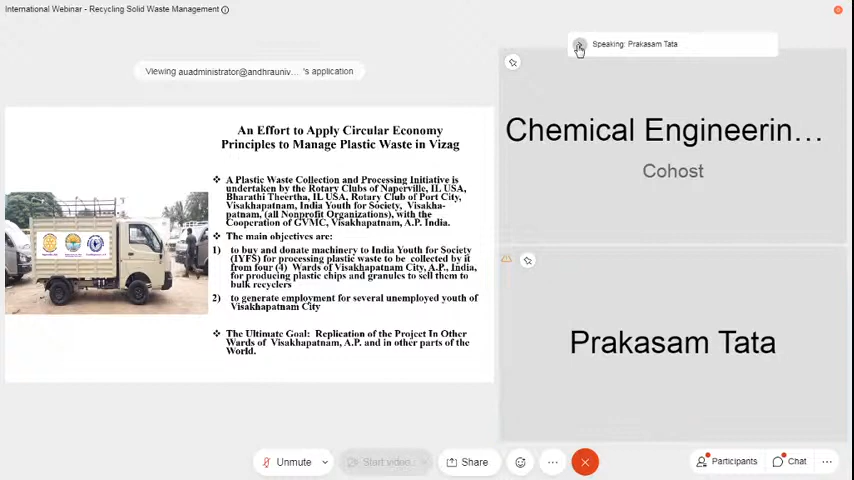 International Webinar - Recycling Solid Waste Management
Speaking: Prakasam Tata
Viewing auadministrator@andhrauniv... 's application
An Effort to Apply Circular Economy
Principles to Manage Plastic Waste in Vizag
❖ A Plastic Waste Collection and Processing Initiative is
undertaken by the Rotary Clubs of Naperville, IL USA,
Bharathi Theertha, IL USA, Rotary Club of Port City,
Visakhapatnam, India Youth for Society, Visakha-
patnam, (all Nonprofit Organizations), with the
Cooperation of GVMC, Visakhapatnam, A.P. India.
❖ The main objectives are:
1) to buy and donate machinery to India Youth for Society
(IYFS) for processing plastic waste to be collected by it
from four (4) Wards of Visakhapatnam City, A.P., India,
for producing plastic chips and granules to sell them to
bulk recyclers
2) to generate employment for several unemployed youth of
Visakhapatnam City
❖ The Ultimate Goal: Replication of the Project In Other
Wards of Visakhapatnam, A.P. and in other parts of the
World.
Chemical Engineerin...
Cohost
Prakasam Tata
Unmute
Start video
Share
Participants
Chat